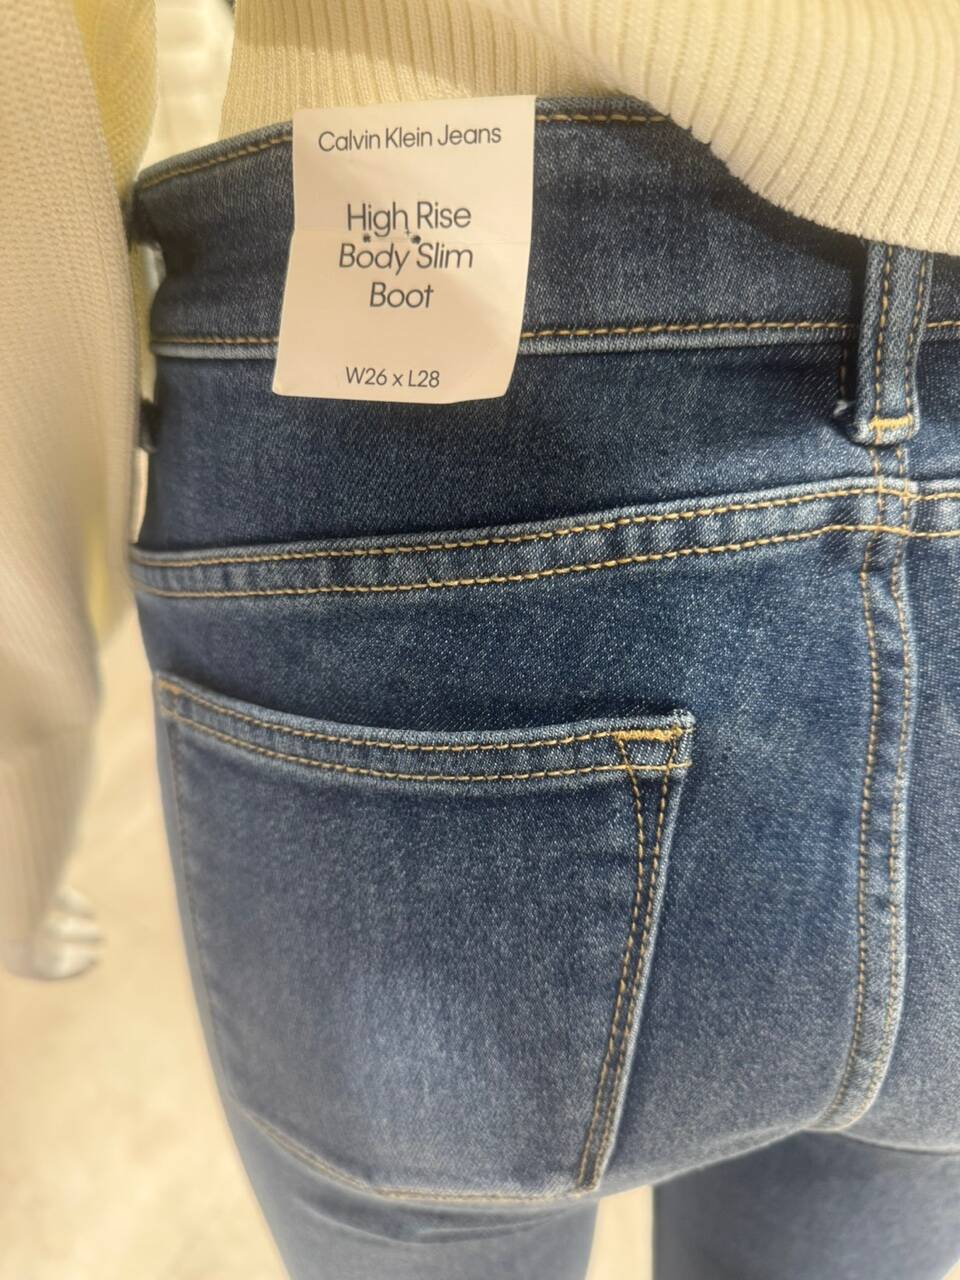 Calvin Klein Jeans
High Rise
Body Slim
Boot
W26 x L28